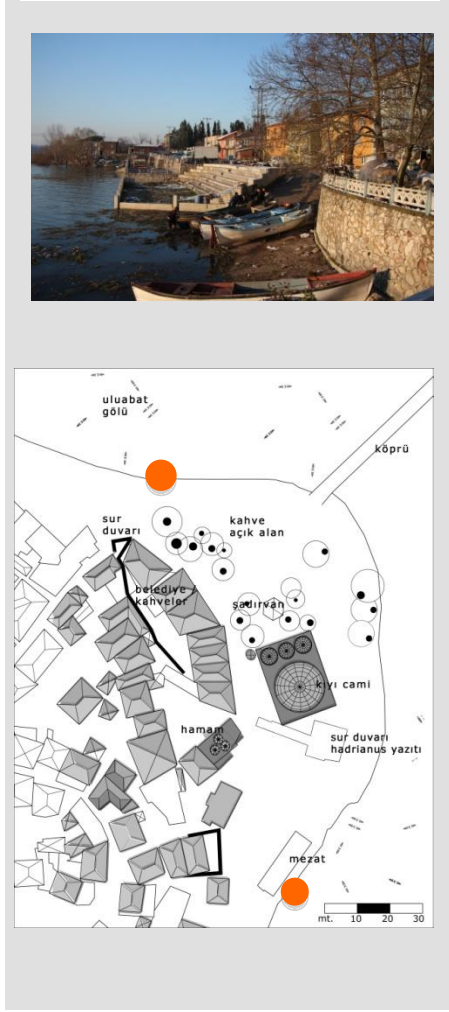 uluabat
gölü
köprü
sur
duvarı
kahve
açık alan
belediye /
kahveler
şadırvan
kıyı cami
hamam
sur duvarı
hadrianus yazıtı
mezat
mt. 10 20 30